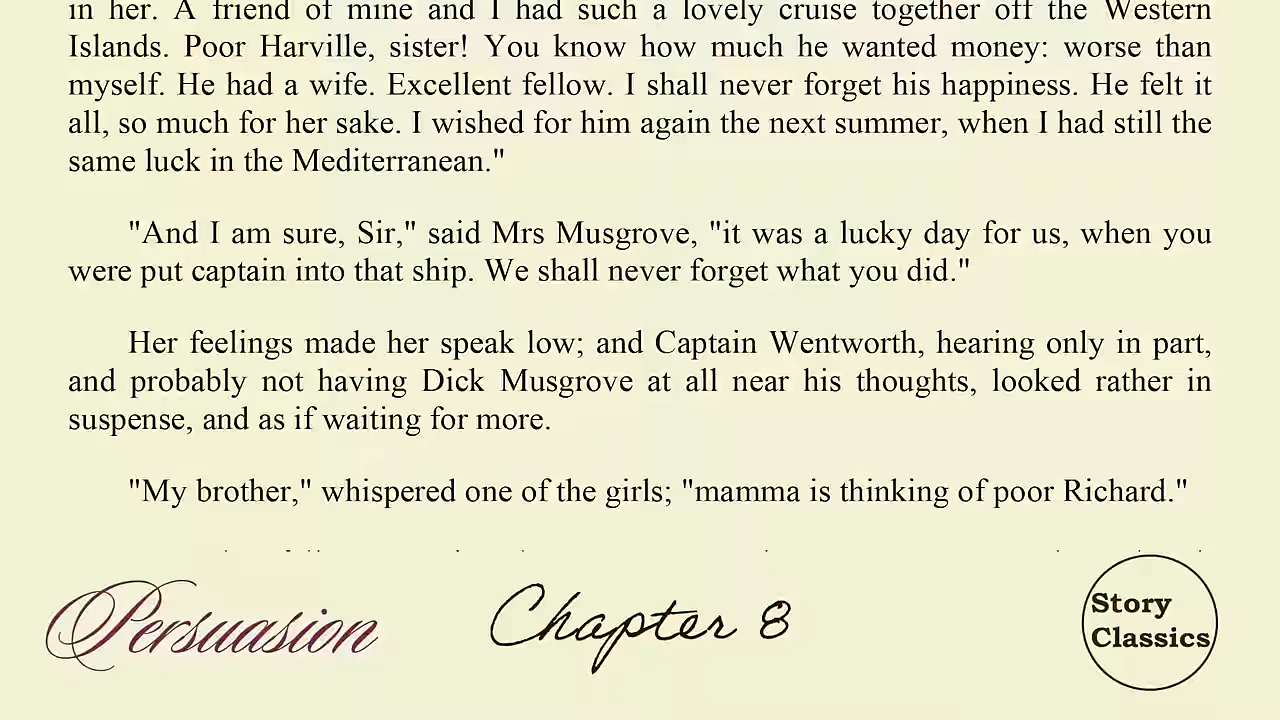 in her. A friend of mine and I had such a lovely cruise together off the Western
Islands. Poor Harville, sister! You know how much he wanted money: worse than
myself. He had a wife. Excellent fellow. I shall never forget his happiness. He felt it
all, so much for her sake. I wished for him again the next summer, when I had still the
same luck in the Mediterranean."
"And I am sure, Sir," said Mrs Musgrove, "it was a lucky day for us, when you
were put captain into that ship. We shall never forget what you did."
Her feelings made her speak low; and Captain Wentworth, hearing only in part,
and probably not having Dick Musgrove at all near his thoughts, looked rather in
suspense, and as if waiting for more.
"My brother," whispered one of the girls; "mamma is thinking of poor Richard."
Persuasion
Chapter 8
Story
Classics